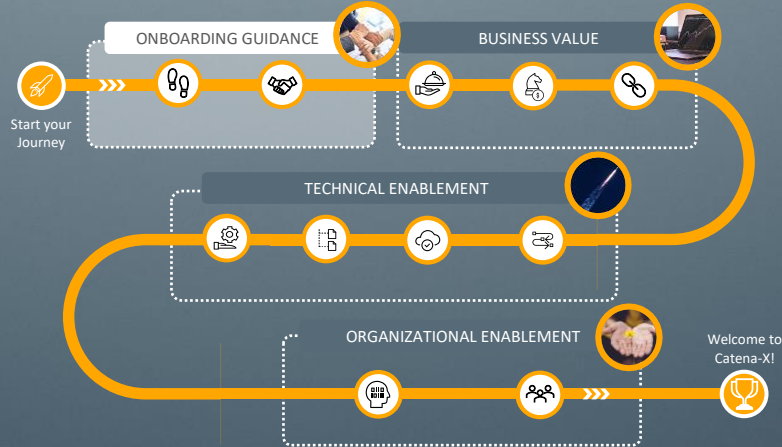 ONBOARDING GUIDANCE
BUSINESS VALUE
Start your
Journey
TECHNICAL ENABLEMENT
ORGANIZATIONAL ENABLEMENT
Welcome to
Catena-X!